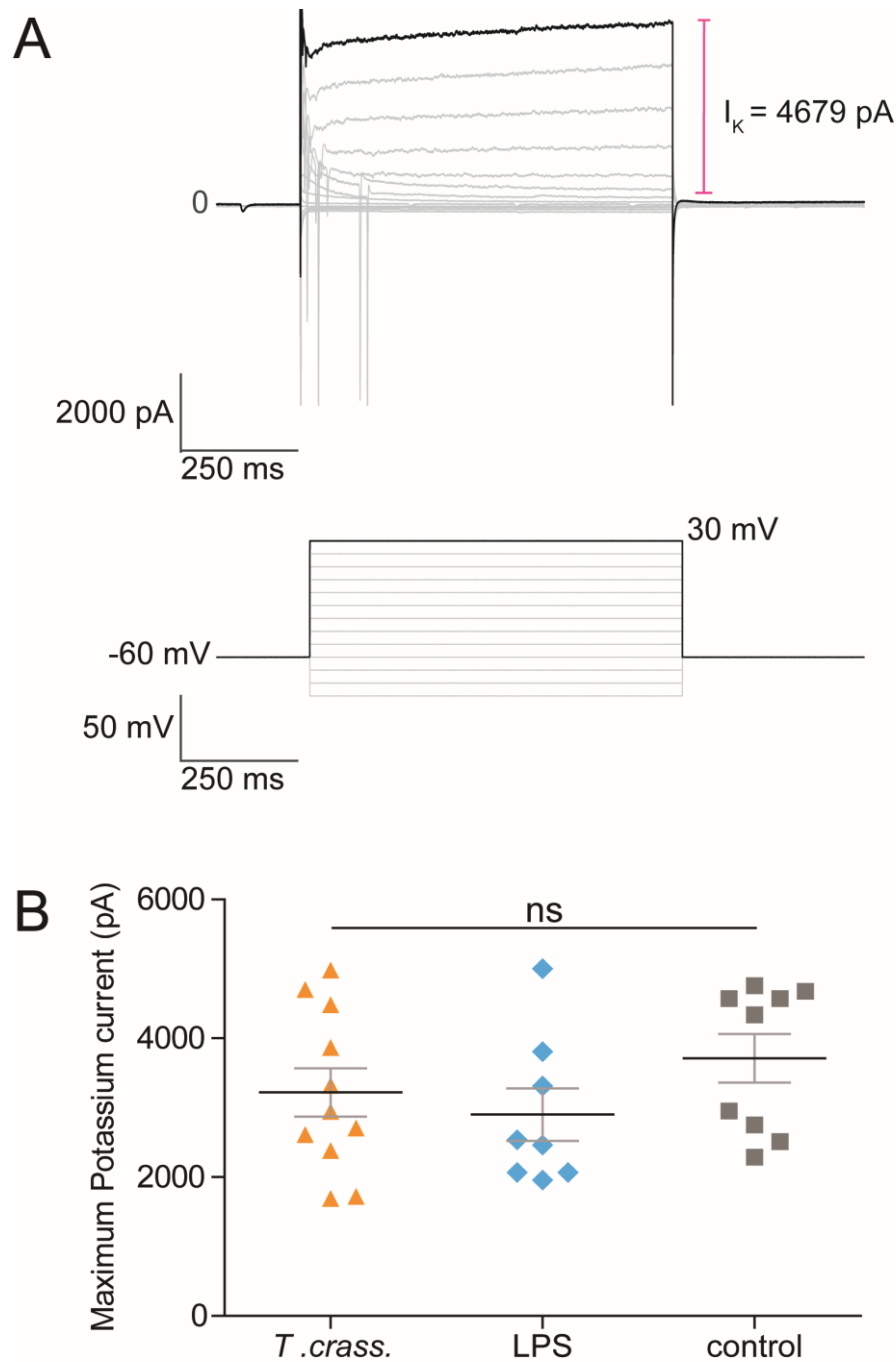 A
I_K = 4679 pA
0
2000 pA
250 ms
30 mV
-60 mV
50 mV
250 ms
B
Maximum Potassium current (pA)
6000
4000
2000
0
ns
T .crass.
LPS
control